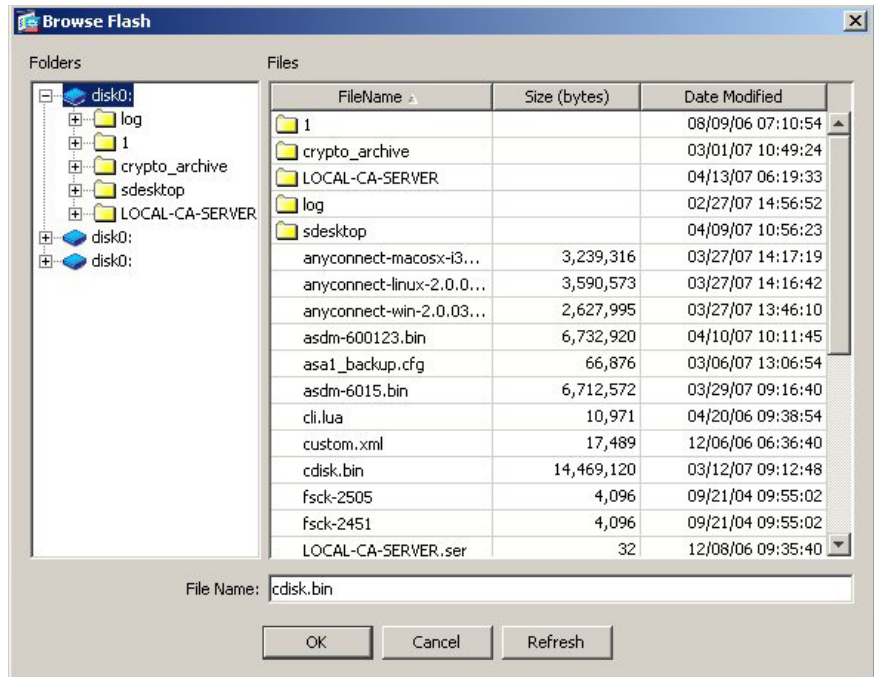 Browse Flash
Folders
Files
disk0:
log
1
crypto_archive
sdesktop
LOCAL-CA-SERVER
disk0:
disk0:
FileName Size (bytes) Date Modified
1 08/09/06 07:10:54
crypto_archive 03/01/07 10:49:24
LOCAL-CA-SERVER 04/13/07 06:19:33
log 02/27/07 14:56:52
sdesktop 04/09/07 10:56:23
anyconnect-macosx-i3... 3,239,316 03/27/07 14:17:19
anyconnect-linux-2.0.0... 3,590,573 03/27/07 14:16:42
anyconnect-win-2.0.03... 2,627,995 03/27/07 13:46:10
asdm-600123.bin 6,732,920 04/10/07 10:11:45
asa1_backup.cfg 66,876 03/06/07 13:06:54
asdm-6015.bin 6,712,572 03/29/07 09:16:40
cli.lua 10,971 04/20/06 09:38:54
custom.xml 17,489 12/06/06 06:36:40
cdisk.bin 14,469,120 03/12/07 09:12:48
fsck-2505 4,096 09/21/04 09:55:02
fsck-2451 4,096 09/21/04 09:55:02
LOCAL-CA-SERVER.ser 32 12/08/06 09:35:40
File Name: cdisk.bin
OK Cancel Refresh